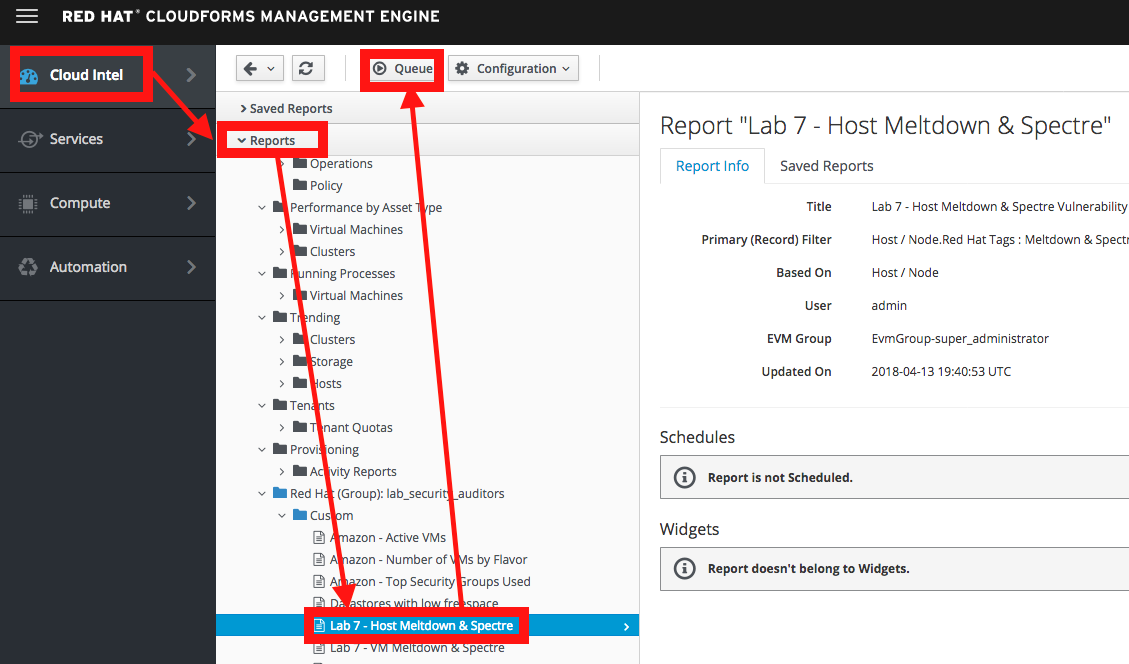 RED HAT® CLOUDFORMS MANAGEMENT ENGINE
Cloud Intel
Services
Compute
Automation
Queue
Configuration
Saved Reports
Reports
Operations
Policy
Performance by Asset Type
Virtual Machines
Clusters
Running Processes
Virtual Machines
Trending
Clusters
Storage
Hosts
Tenants
Tenant Quotas
Provisioning
Activity Reports
Red Hat (Group): lab_security_auditors
Custom
Amazon - Active VMs
Amazon - Number of VMs by Flavor
Amazon - Top Security Groups Used
Datastores with low freespace
Lab 7 - Host Meltdown & Spectre
Lab 7 - VM Meltdown & Spectre
Report "Lab 7 - Host Meltdown & Spectre"
Report Info Saved Reports
Title Lab 7 - Host Meltdown & Spectre Vulnerability
Primary (Record) Filter Host / Node.Red Hat Tags : Meltdown & Spectr
Based On Host / Node
User admin
EVM Group EvmGroup-super_administrator
Updated On 2018-04-13 19:40:53 UTC
Schedules
Report is not Scheduled.
Widgets
Report doesn't belong to Widgets.